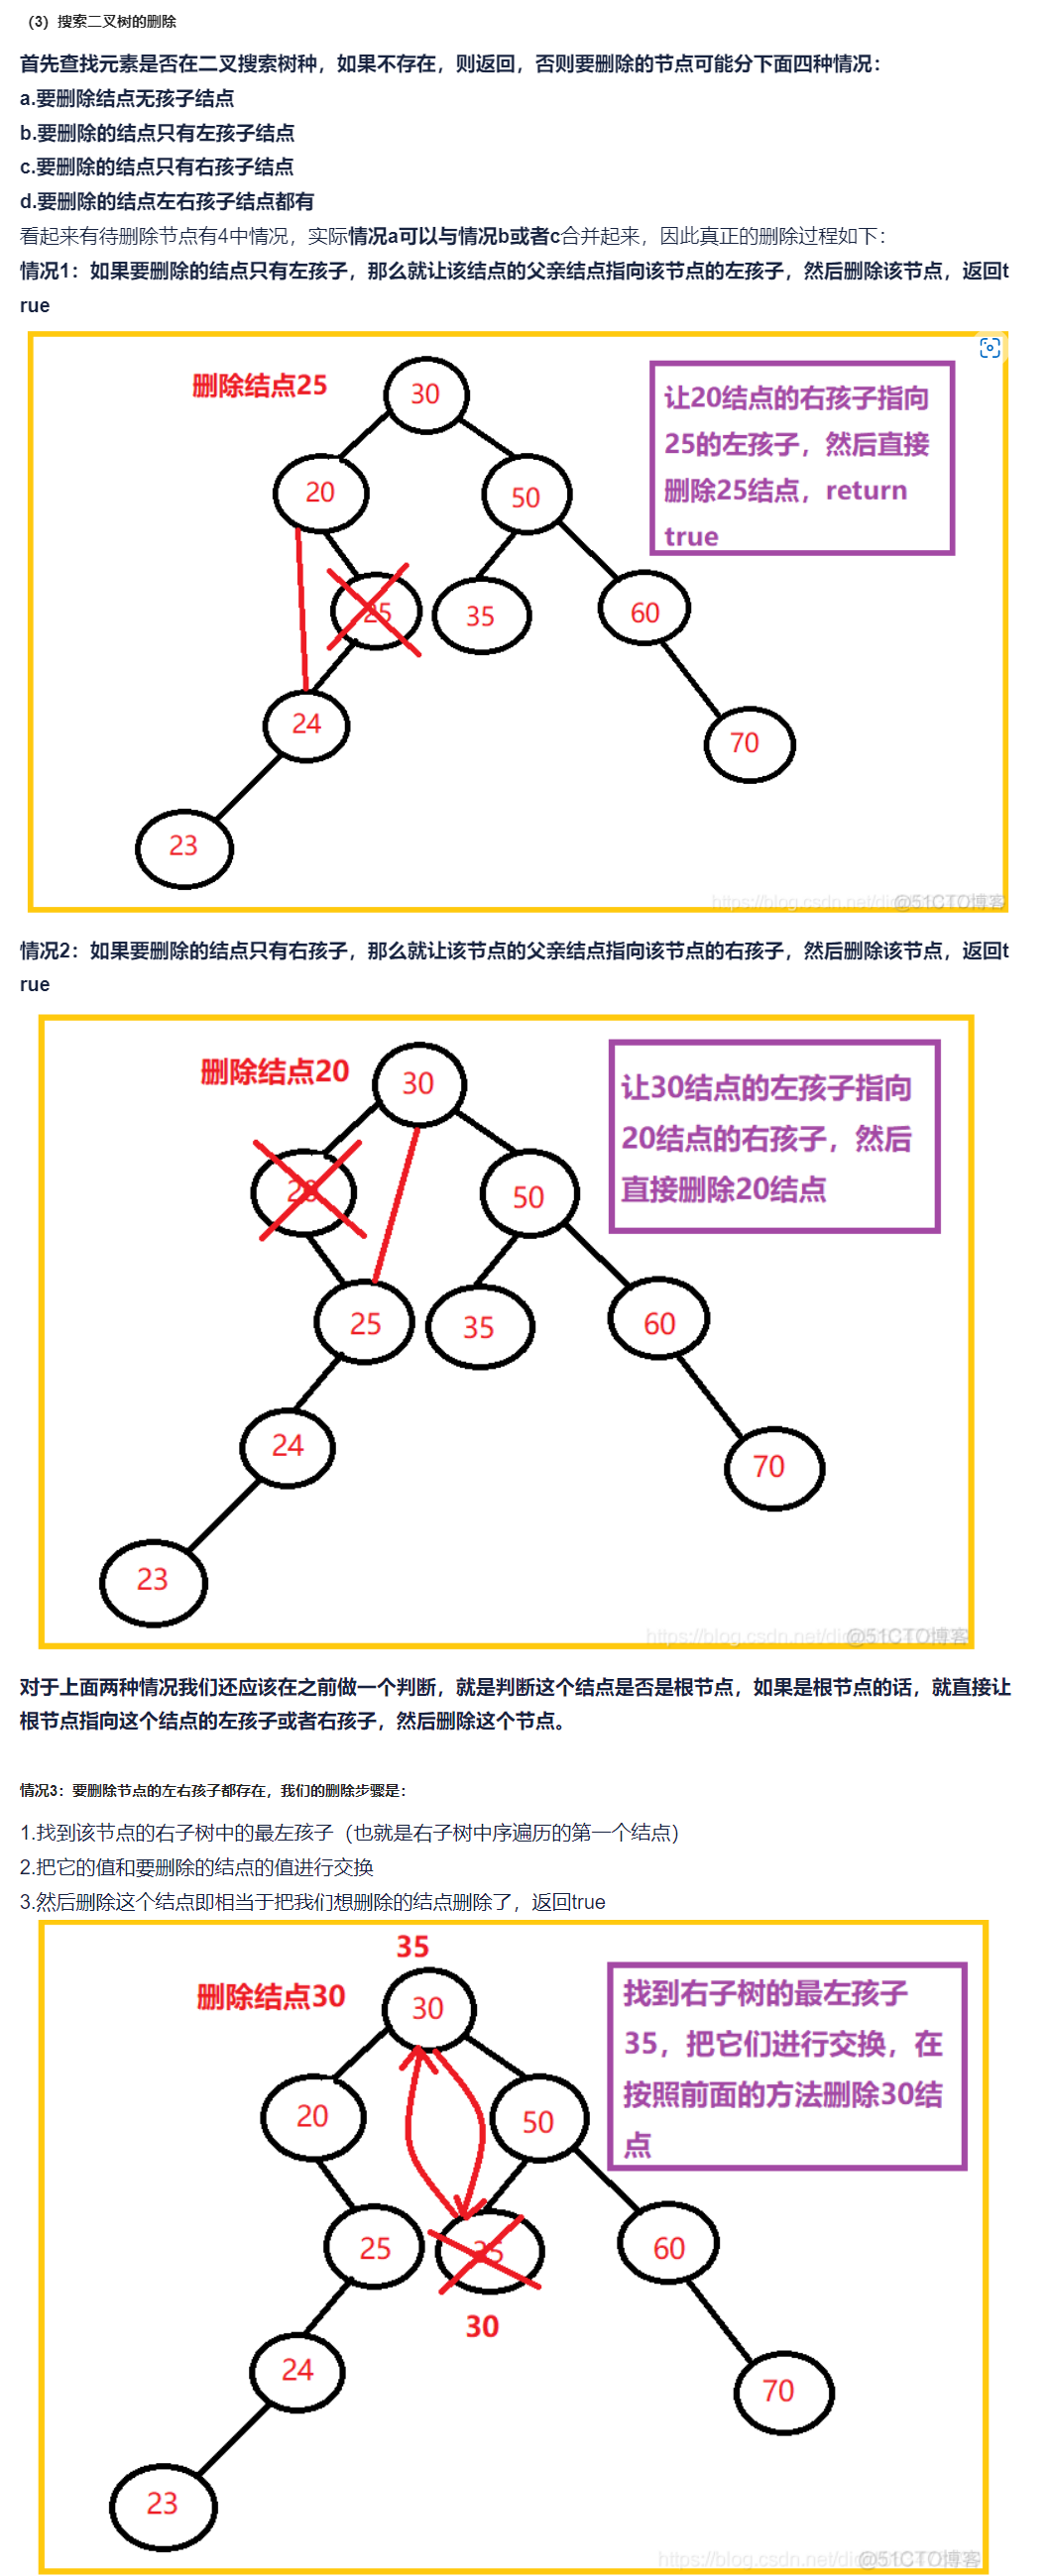 (3) 搜索二叉树的删除
首先查找元素是否在二叉搜索树种，如果不存在，则返回，否则要删除的节点可能分下面四种情况：
a.要删除结点无孩子结点
b.要删除的结点只有左孩子结点
c.要删除的结点只有右孩子结点
d.要删除的结点左右孩子结点都有
看起来有待删除节点有4中情况，实际情况a可以与情况b或者c合并起来，因此真正的删除过程如下：
情况1：如果要删除的结点只有左孩子，那么就让该结点的父亲结点指向该节点的左孩子，然后删除该节点，返回t
rue
删除结点25
30
让20结点的右孩子指向
25的左孩子，然后直接
删除25结点，return
true
20
50
25
35
60
24
70
23
@51CTO博客
情况2：如果要删除的结点只有右孩子，那么就让该节点的父亲结点指向该节点的右孩子，然后删除该节点，返回t
rue
删除结点20
30
让30结点的左孩子指向
20结点的右孩子，然后
直接删除20结点
20
50
25
35
60
24
70
23
@51CTO博客
对于上面两种情况我们还应该在之前做一个判断，就是判断这个结点是否是根节点，如果是根节点的话，就直接让
根节点指向这个结点的左孩子或者右孩子，然后删除这个节点。
情况3：要删除节点的左右孩子都存在，我们的删除步骤是：
1.找到该节点的右子树中的最左孩子（也就是右子树中序遍历的第一个结点）
2.把它的值和要删除的结点的值进行交换
3.然后删除这个结点即相当于把我们想删除的结点删除了，返回true
35
删除结点30
30
找到右子树的最左孩子
35，把它们进行交换，在
按照前面的方法删除30结
点
20
50
25
35
60
30
24
70
23
@51CTO博客